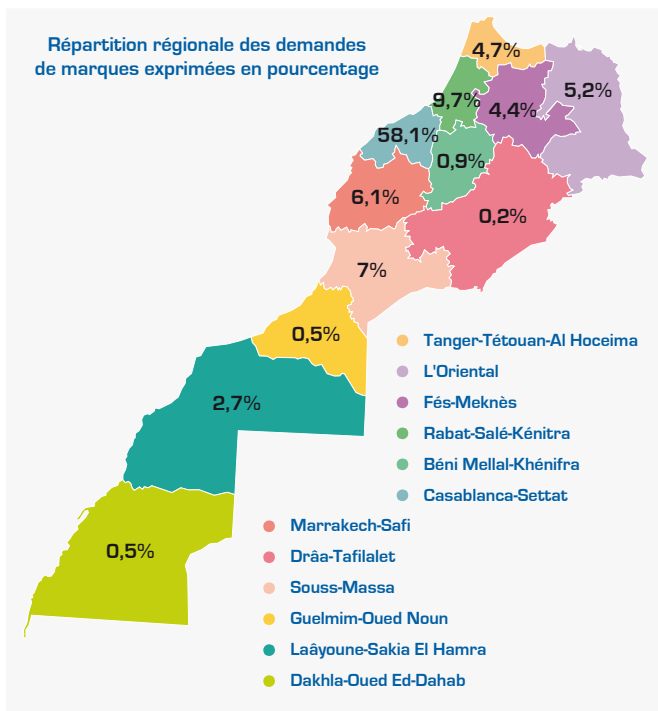 Répartition régionale des demandes
de marques exprimées en pourcentage
4,7%
5,2%
9,7%
4,4%
58,1%
0,9%
6,1%
0,2%
7%
0,5%
2,7%
0,5%
Tanger-Tétouan-Al Hoceima
L'Oriental
Fés-Meknès
Rabat-Salé-Kénitra
Béni Mellal-Khénifra
Casablanca-Settat
Marrakech-Safi
Drâa-Tafilalet
Souss-Massa
Guelmim-Oued Noun
Laâyoune-Sakia El Hamra
Dakhla-Oued Ed-Dahab